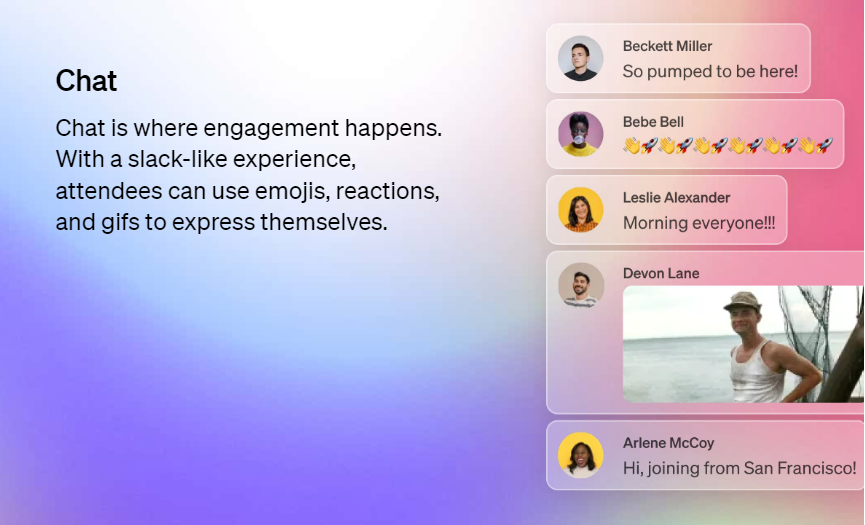 Chat
Chat is where engagement happens.
With a slack-like experience,
attendees can use emojis, reactions,
and gifs to express themselves.
Beckett Miller
So pumped to be here!
Bebe Bell
👋🚀👋🚀👋🚀👋🚀👋🚀👋🚀
Leslie Alexander
Morning everyone!!!
Devon Lane
Arlene McCoy
Hi, joining from San Francisco!